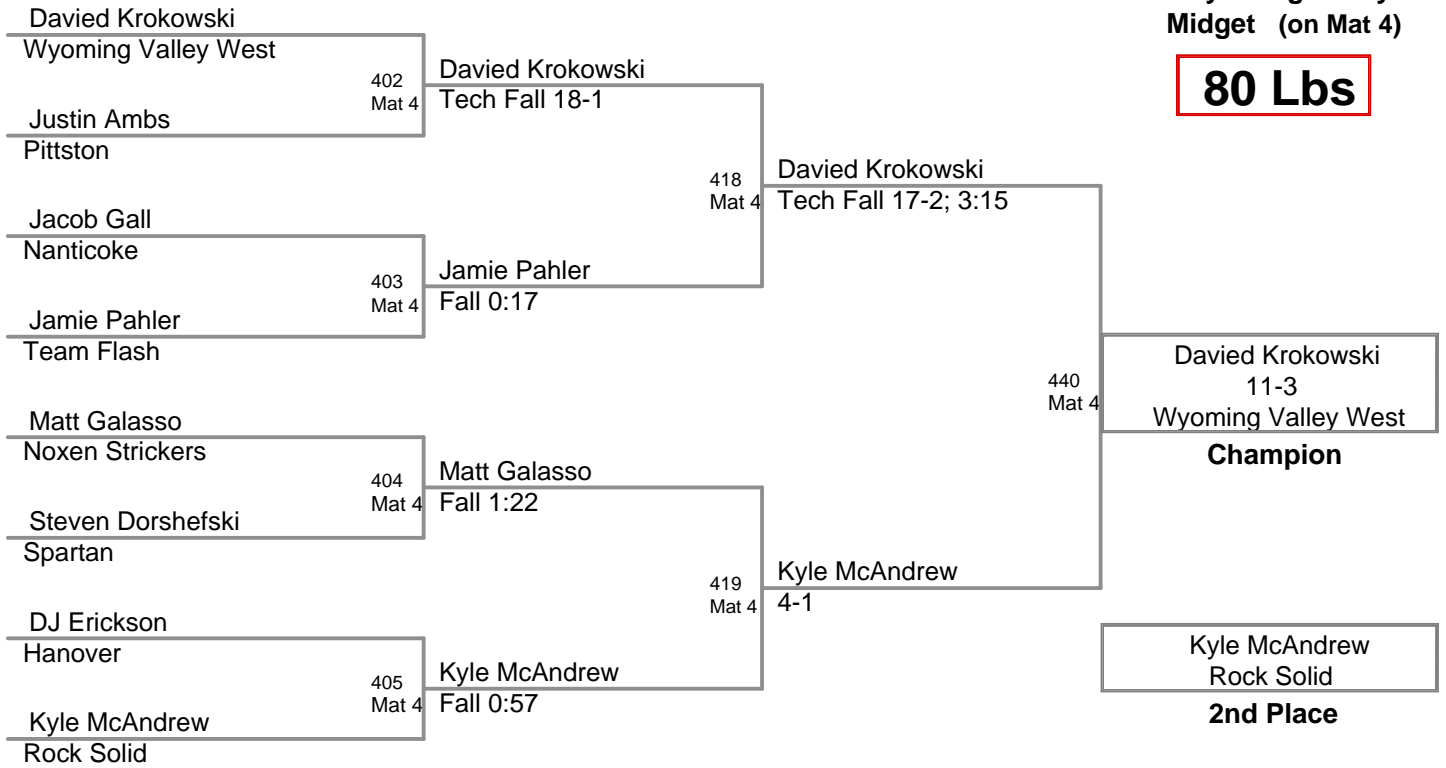 Midget (on Mat 4)
80 Lbs
Davied Krokowski
Wyoming Valley West
402
Mat 4
Justin Ambs
Pittston
Davied Krokowski
Tech Fall 18-1
Jacob Gall
Nanticoke
403
Mat 4
Jamie Pahler
Team Flash
Jamie Pahler
Fall 0:17
418
Mat 4
Davied Krokowski
Tech Fall 17-2; 3:15
Matt Galasso
Noxen Strickers
404
Mat 4
Steven Dorshefski
Spartan
Matt Galasso
Fall 1:22
DJ Erickson
Hanover
405
Mat 4
Kyle McAndrew
Rock Solid
Kyle McAndrew
Fall 0:57
419
Mat 4
Kyle McAndrew
4-1
440
Mat 4
Davied Krokowski
11-3
Wyoming Valley West
Champion
Kyle McAndrew
Rock Solid
2nd Place